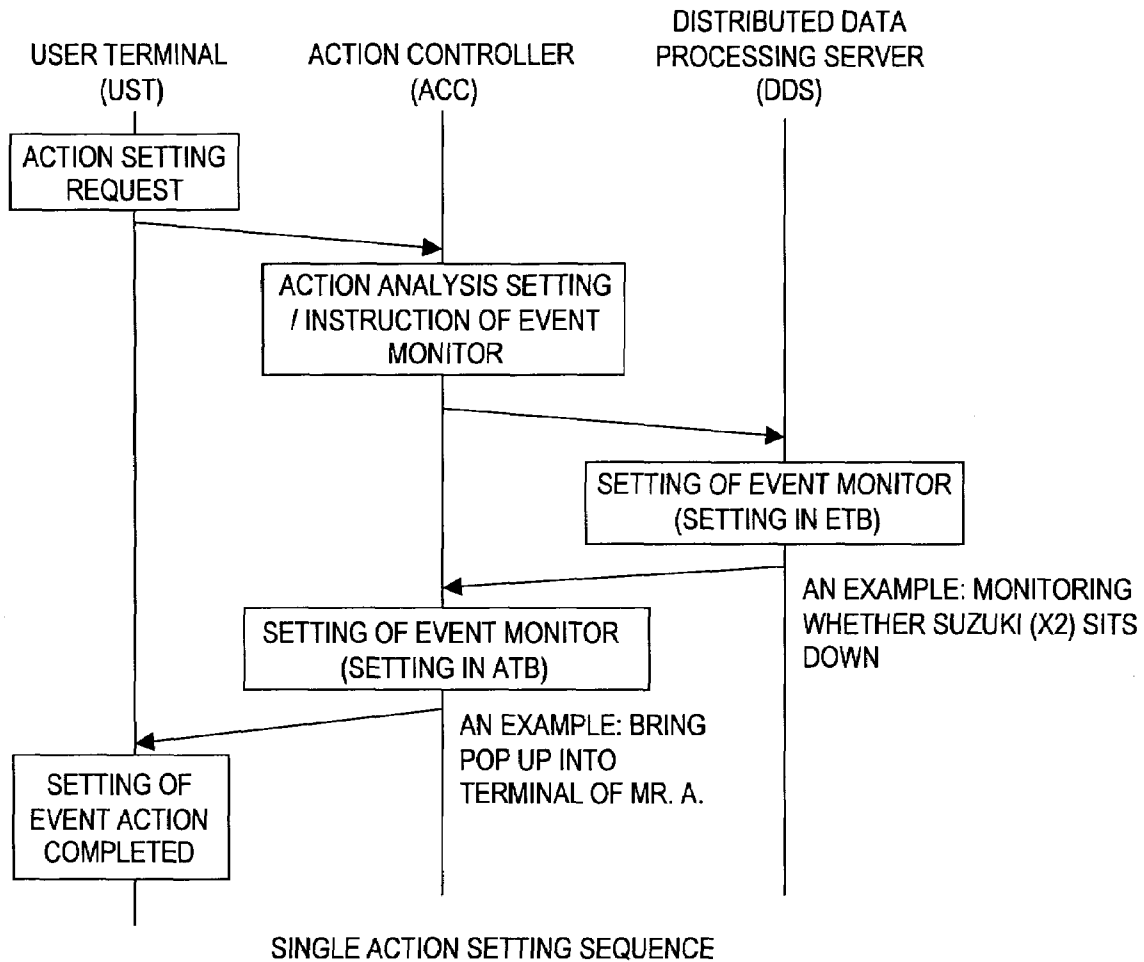 USER TERMINAL
(UST)
ACTION CONTROLLER
(ACC)
DISTRIBUTED DATA
PROCESSING SERVER
(DDS)
ACTION SETTING
REQUEST
ACTION ANALYSIS SETTING
/ INSTRUCTION OF EVENT
MONITOR
SETTING OF EVENT MONITOR
(SETTING IN ETB)
AN EXAMPLE: MONITORING
WHETHER SUZUKI (X2) SITS
DOWN
SETTING OF EVENT MONITOR
(SETTING IN ATB)
AN EXAMPLE: BRING
POP UP INTO
TERMINAL OF MR. A.
SETTING OF
EVENT ACTION
COMPLETED
SINGLE ACTION SETTING SEQUENCE